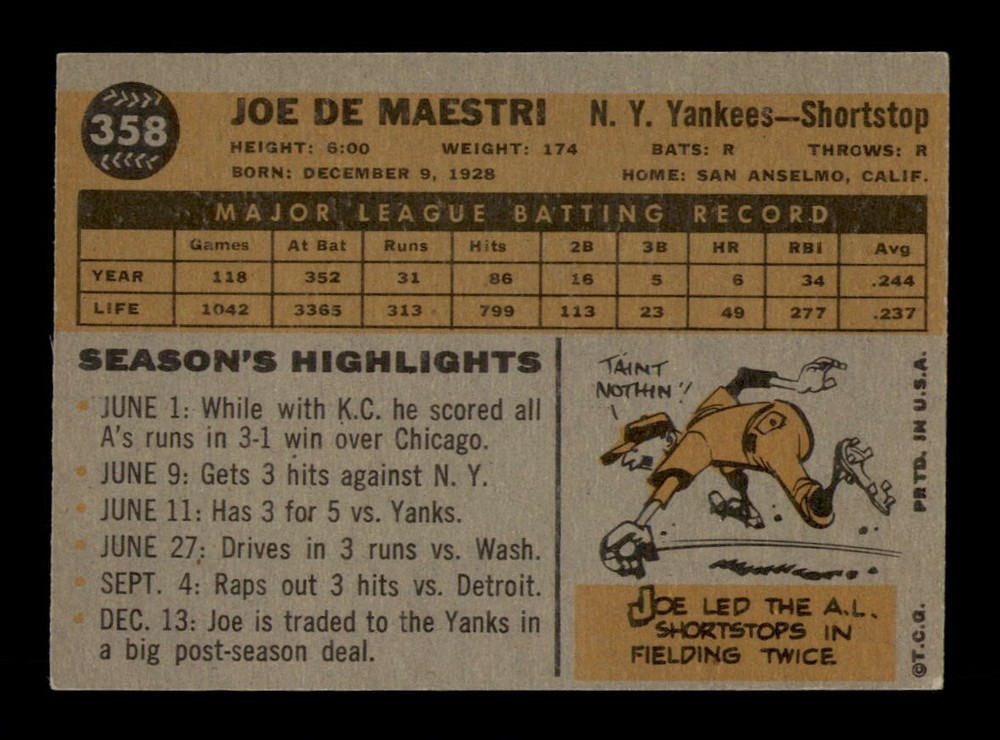 358
JOE DE MAESTRI N. Y. Yankees—Shortstop
HEIGHT: 6:00 WEIGHT: 174 BATS: R THROWS: R
BORN: DECEMBER 9, 1928 HOME: SAN ANSELMO, CALIF.
MAJOR LEAGUE BATTING RECORD
Games At Bat Runs Hits 2B 3B HR RBI Avg
YEAR 118 352 31 86 16 5 6 34 .244
LIFE 1042 3365 313 799 113 23 49 277 .237
SEASON'S HIGHLIGHTS
• JUNE 1: While with K.C. he scored all
A's runs in 3-1 win over Chicago.
• JUNE 9: Gets 3 hits against N. Y.
• JUNE 11: Has 3 for 5 vs. Yanks.
• JUNE 27: Drives in 3 runs vs. Wash.
• SEPT. 4: Raps out 3 hits vs. Detroit.
• DEC. 13: Joe is traded to the Yanks in
a big post-season deal.
TAINT
NOTHIN'!
JOE LED THE A.L.
SHORTSTOPS IN
FIELDING TWICE
©T.C.G. PRTD. IN U.S.A.